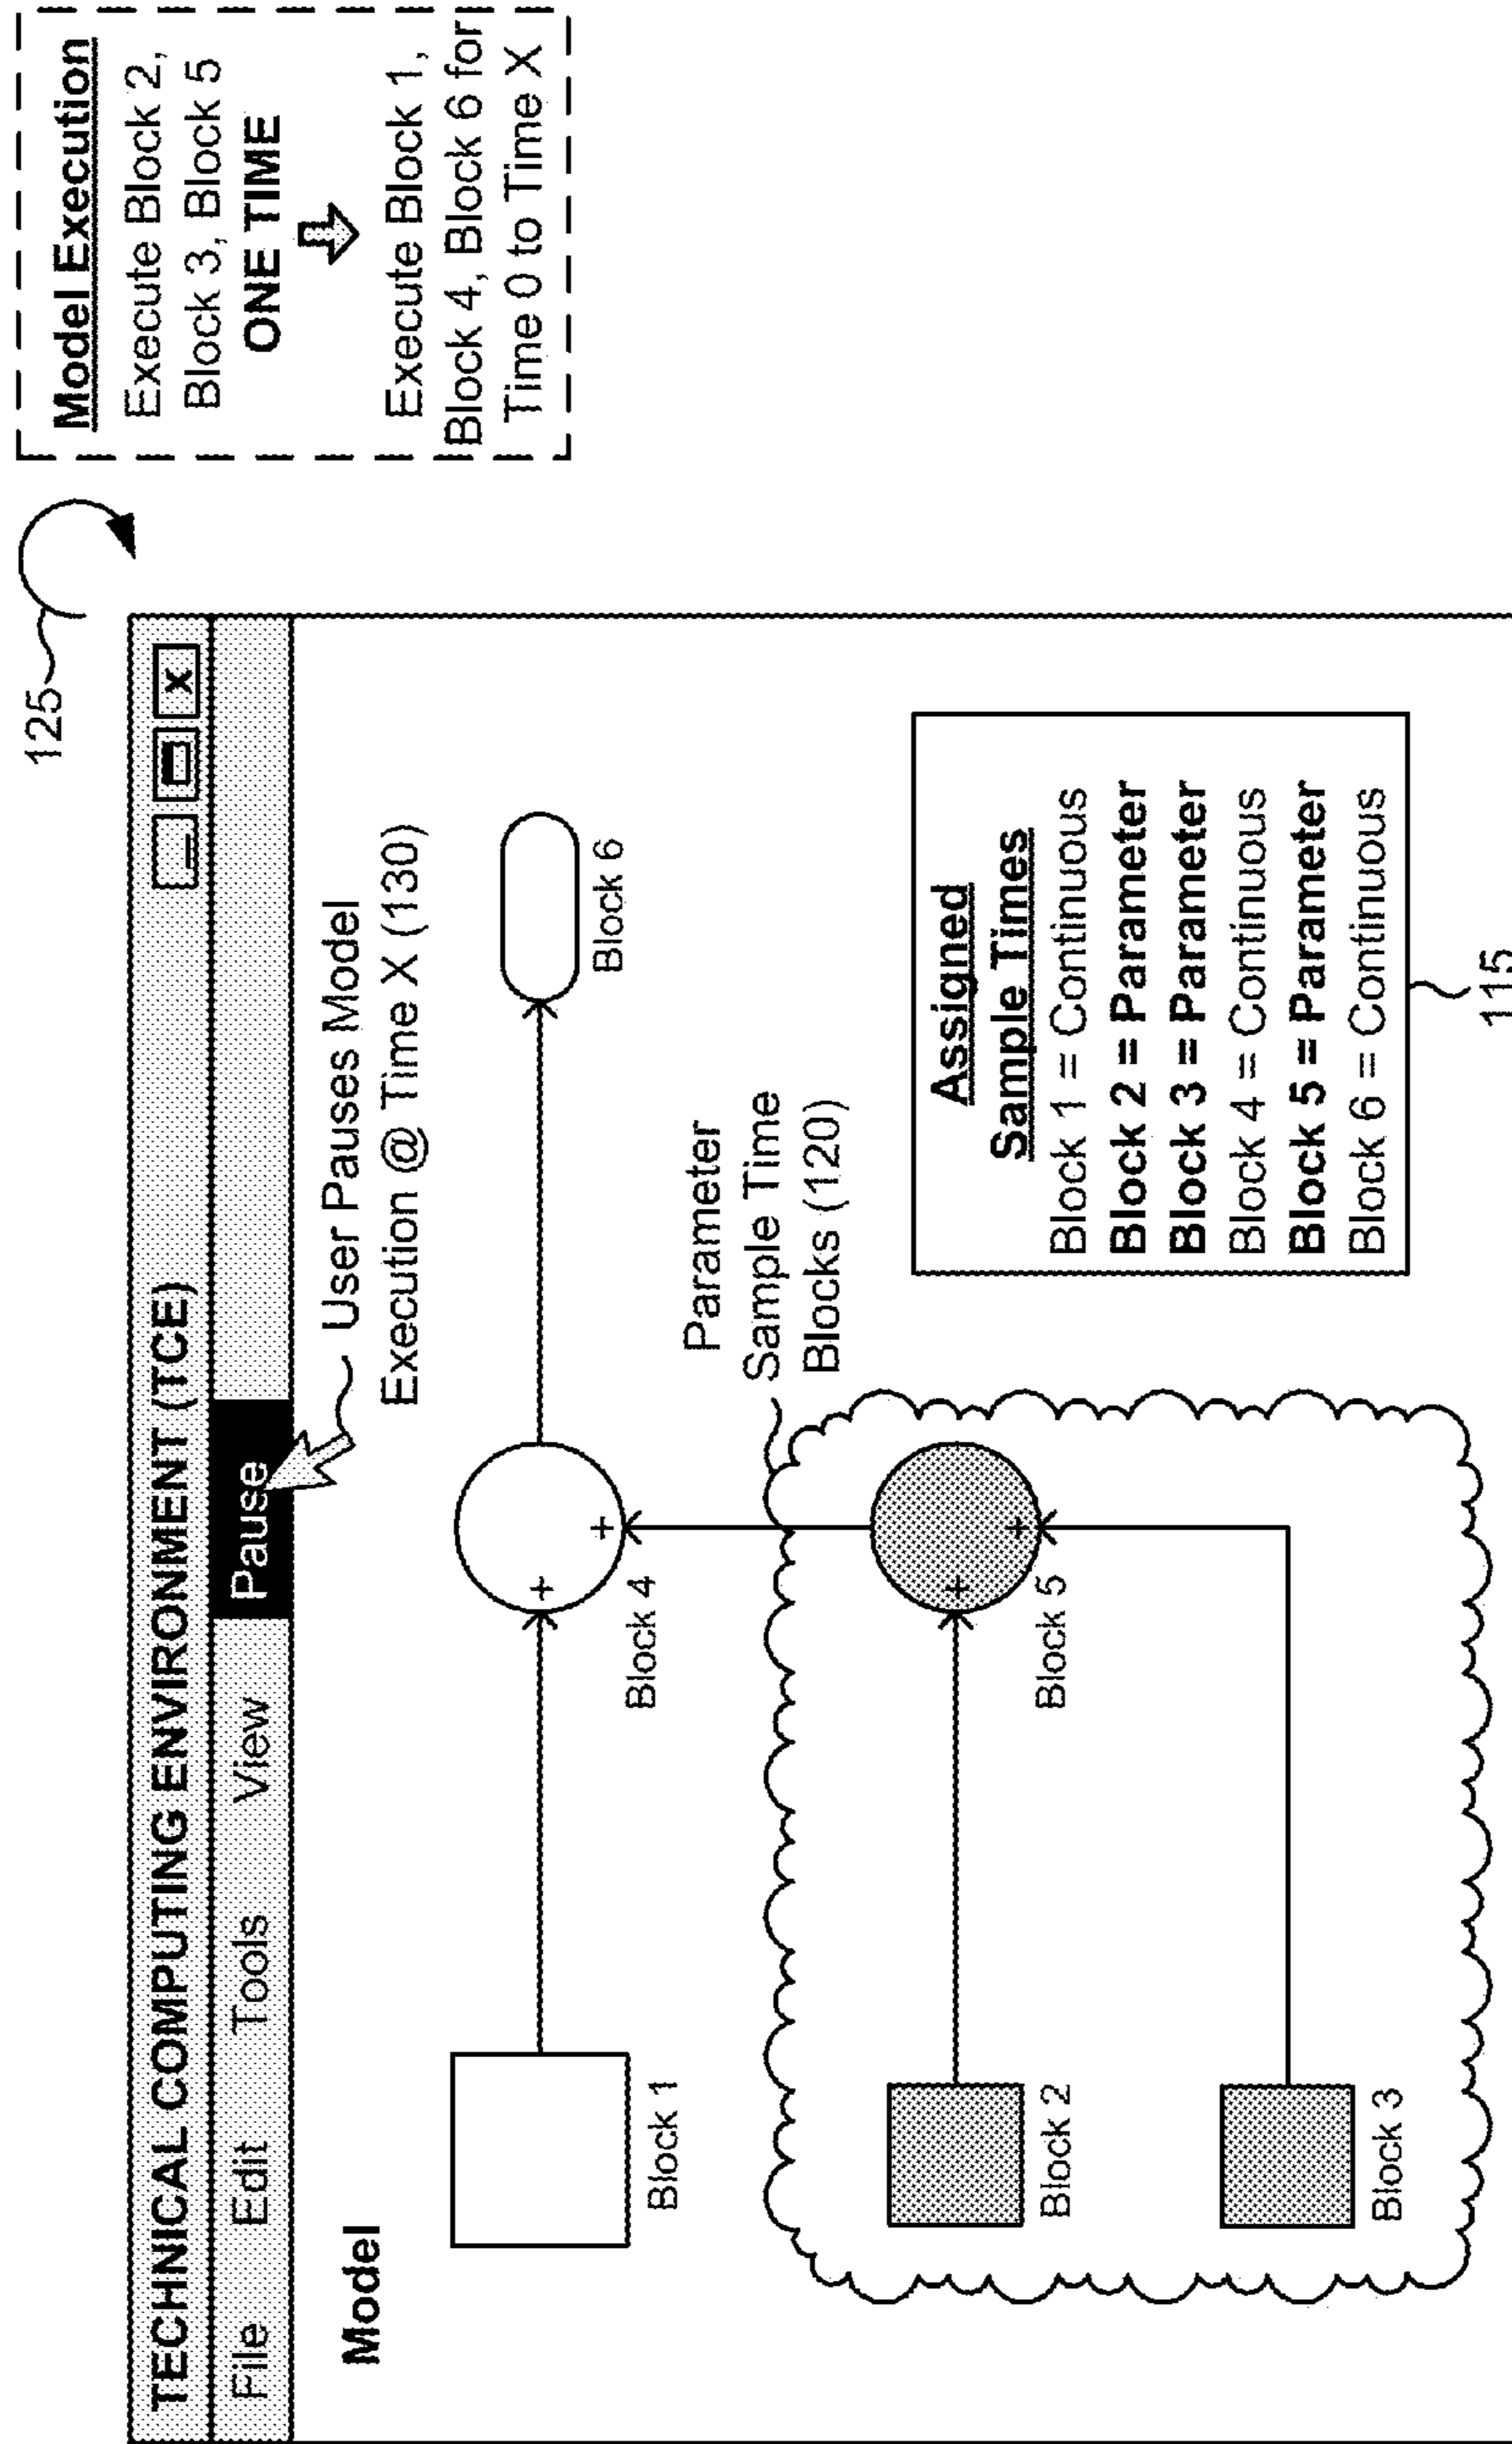 125
Model Execution
Execute Block 2,
Block 3, Block 5
ONE TIME
Execute Block 1,
Block 4, Block 6 for
Time 0 to Time X
TECHNICAL COMPUTING ENVIRONMENT (TCE)
_ X
File Edit Tools View Pause
Model
User Pauses Model
Execution @ Time X (130)
+
+
Block 1
Block 4
Block 6
Parameter
Sample Time
Blocks (120)
+
+
Block 2
Block 5
Block 3
Assigned
Sample Times
Block 1 = Continuous
Block 2 = Parameter
Block 3 = Parameter
Block 4 = Continuous
Block 5 = Parameter
Block 6 = Continuous
115